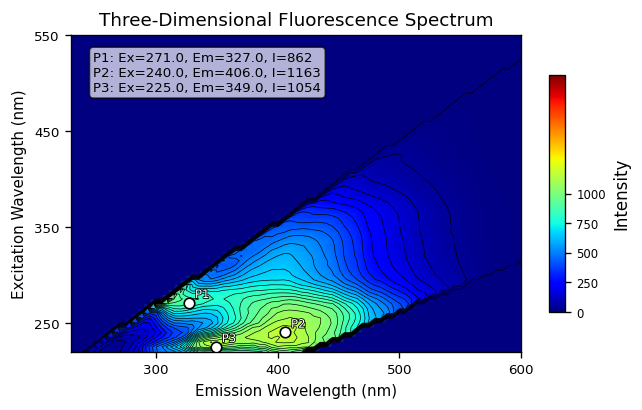 Three-Dimensional Fluorescence Spectrum
P1: Ex=271.0, Em=327.0, I=862
P2: Ex=240.0, Em=406.0, I=1163
P3: Ex=225.0, Em=349.0, I=1054
550
450
350
250
Excitation Wavelength (nm)
P1
P2
P3
300
400
500
600
Emission Wavelength (nm)
1000
750
500
250
0
Intensity